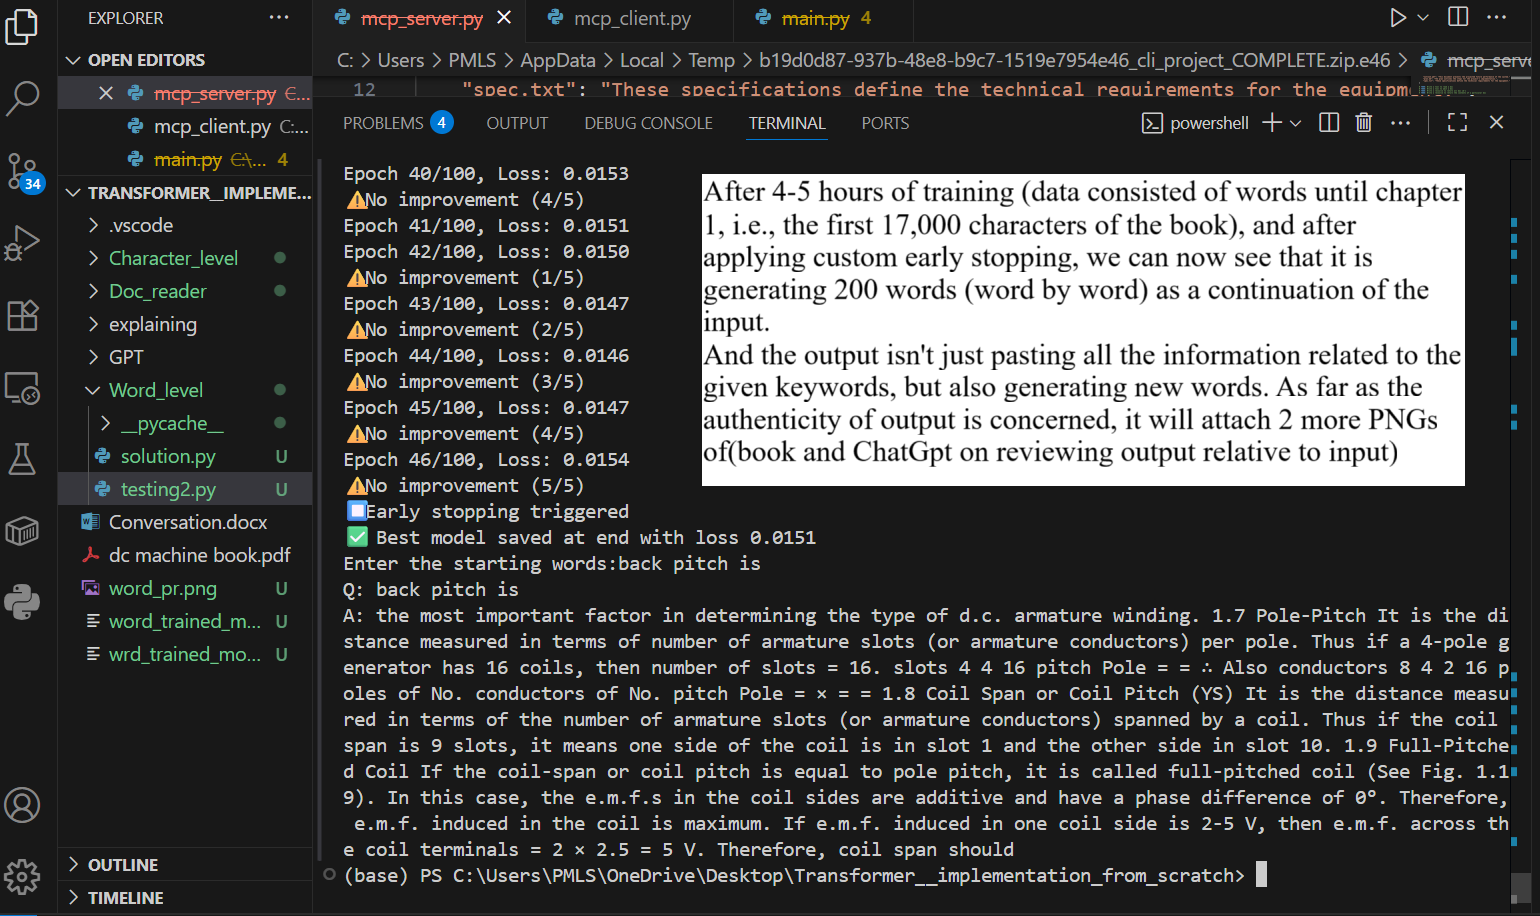 EXPLORER
OPEN EDITORS
mcp_server.py C...
mcp_client.py C:...
main.py C:\... 4
34
TRANSFORMER__IMPLEME...
.vscode
Character_level
Doc_reader
explaining
GPT
Word_level
__pycache__
solution.py U
testing2.py U
Conversation.docx
dc machine book.pdf
word_pr.png U
word_trained_m... U
wrd_trained_mo... U
OUTLINE
TIMELINE
mcp_server.py
mcp_client.py
main.py 4
C: > Users > PMLS > AppData > Local > Temp > b19d0d87-937b-48e8-b9c7-1519e7954e46_cli_project_COMPLETE.zip.e46 > mcp_serve
12 "spec.txt": "These specifications define the technical requirements for the equipm
PROBLEMS 4 OUTPUT DEBUG CONSOLE TERMINAL PORTS powershell
Epoch 40/100, Loss: 0.0153
⚠️No improvement (4/5)
Epoch 41/100, Loss: 0.0151
Epoch 42/100, Loss: 0.0150
⚠️No improvement (1/5)
Epoch 43/100, Loss: 0.0147
⚠️No improvement (2/5)
Epoch 44/100, Loss: 0.0146
⚠️No improvement (3/5)
Epoch 45/100, Loss: 0.0147
⚠️No improvement (4/5)
Epoch 46/100, Loss: 0.0154
⚠️No improvement (5/5)
Early stopping triggered
✅ Best model saved at end with loss 0.0151
Enter the starting words:back pitch is
Q: back pitch is
A: the most important factor in determining the type of d.c. armature winding. 1.7 Pole-Pitch It is the di
stance measured in terms of number of armature slots (or armature conductors) per pole. Thus if a 4-pole g
enerator has 16 coils, then number of slots = 16. slots 4 4 16 pitch Pole = = ∴ Also conductors 8 4 2 16 p
oles of No. conductors of No. pitch Pole = × = = 1.8 Coil Span or Coil Pitch (YS) It is the distance measu
red in terms of the number of armature slots (or armature conductors) spanned by a coil. Thus if the coil
span is 9 slots, it means one side of the coil is in slot 1 and the other side in slot 10. 1.9 Full-Pitche
d Coil If the coil-span or coil pitch is equal to pole pitch, it is called full-pitched coil (See Fig. 1.1
9). In this case, the e.m.f.s in the coil sides are additive and have a phase difference of 0°. Therefore,
e.m.f. induced in the coil is maximum. If e.m.f. induced in one coil side is 2-5 V, then e.m.f. across th
e coil terminals = 2 × 2.5 = 5 V. Therefore, coil span should
(base) PS C:\Users\PMLS\OneDrive\Desktop\Transformer__implementation_from_scratch>
After 4-5 hours of training (data consisted of words until chapter
1, i.e., the first 17,000 characters of the book), and after
applying custom early stopping, we can now see that it is
generating 200 words (word by word) as a continuation of the
input.
And the output isn't just pasting all the information related to the
given keywords, but also generating new words. As far as the
authenticity of output is concerned, it will attach 2 more PNGs
of(book and ChatGpt on reviewing output relative to input)